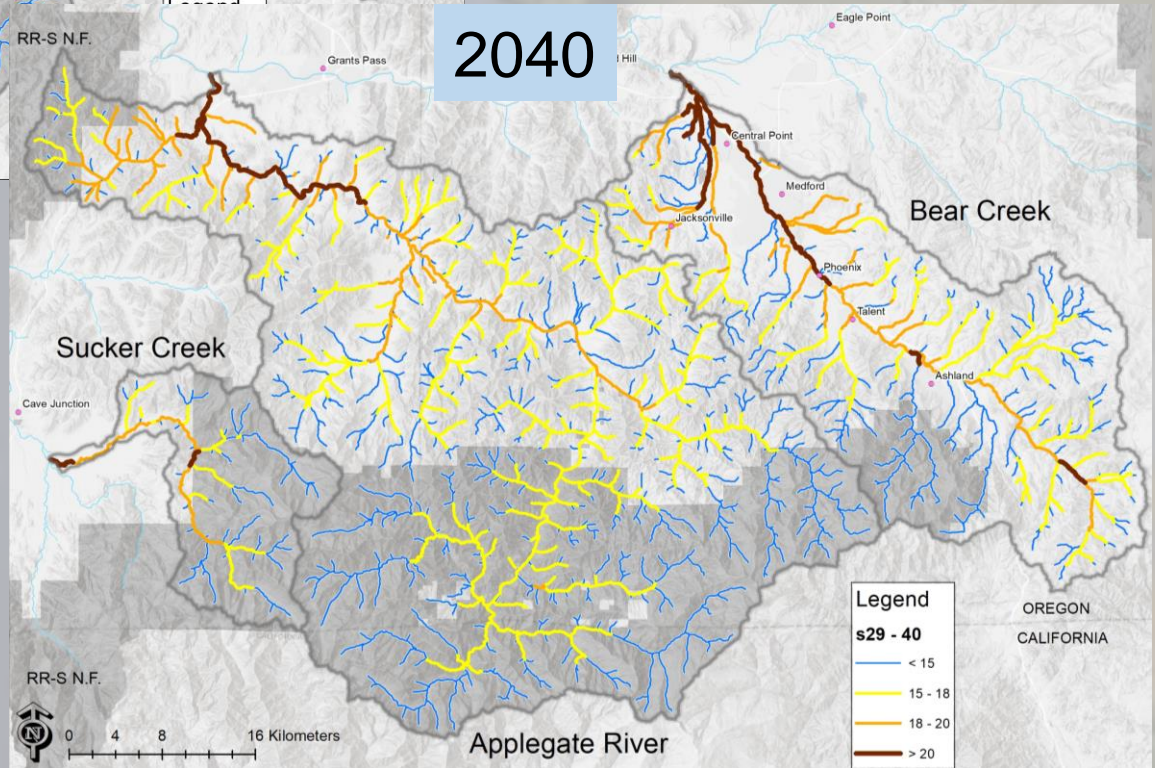 RR-S N.F.
2040
Eagle Point
Grants Pass
Hill
Central Point
Medford
Bear Creek
Jacksonville
Phoenix
Talent
Sucker Creek
Ashland
Cave Junction
Legend
s29 - 40
< 15
15 - 18
18 - 20
> 20
OREGON
CALIFORNIA
RR-S N.F.
N
0 4 8 16 Kilometers
Applegate River